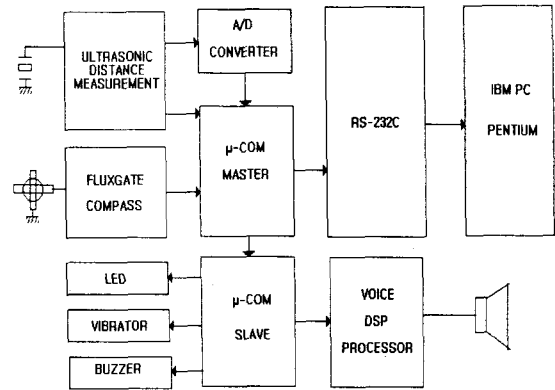 ULTRASONIC
DISTANCE
MEASUREMENT
A/D
CONVERTER
RS-232C
IBM PC
PENTIUM
μ-COM
MASTER
FLUXGATE
COMPASS
LED
VIBRATOR
BUZZER
μ-COM
SLAVE
VOICE
DSP
PROCESSOR